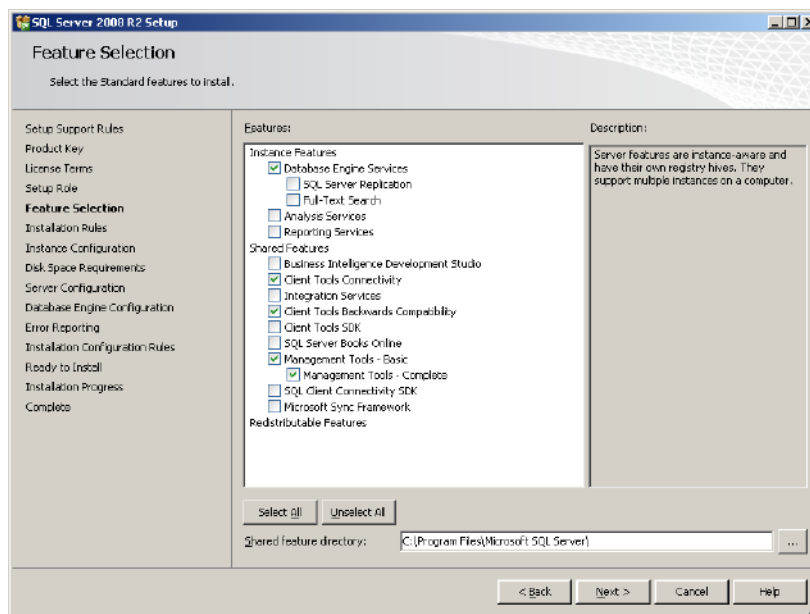 SQL Server 2008 R2 Setup
Feature Selection
Select the Standard features to install.
Setup Support Rules
Product Key
License Terms
Setup Role
Feature Selection
Installation Rules
Instance Configuration
Disk Space Requirements
Server Configuration
Database Engine Configuration
Error Reporting
Installation Configuration Rules
Ready to Install
Installation Progress
Complete
Features:
Instance Features
Database Engine Services
SQL Server Replication
Full-Text Search
Analysis Services
Reporting Services
Shared Features
Business Intelligence Development Studio
Client Tools Connectivity
Integration Services
Client Tools Backwards Compatibility
Client Tools SDK
SQL Server Books Online
Management Tools - Basic
Management Tools - Complete
SQL Client Connectivity SDK
Microsoft Sync Framework
Redistributable Features
Description:
Server features are instance-aware and
have their own registry hives. They
support multiple instances on a computer.
Select All
Unselect All
Shared feature directory:
C:\Program Files\Microsoft SQL Server\
...
< Back
Next >
Cancel
Help